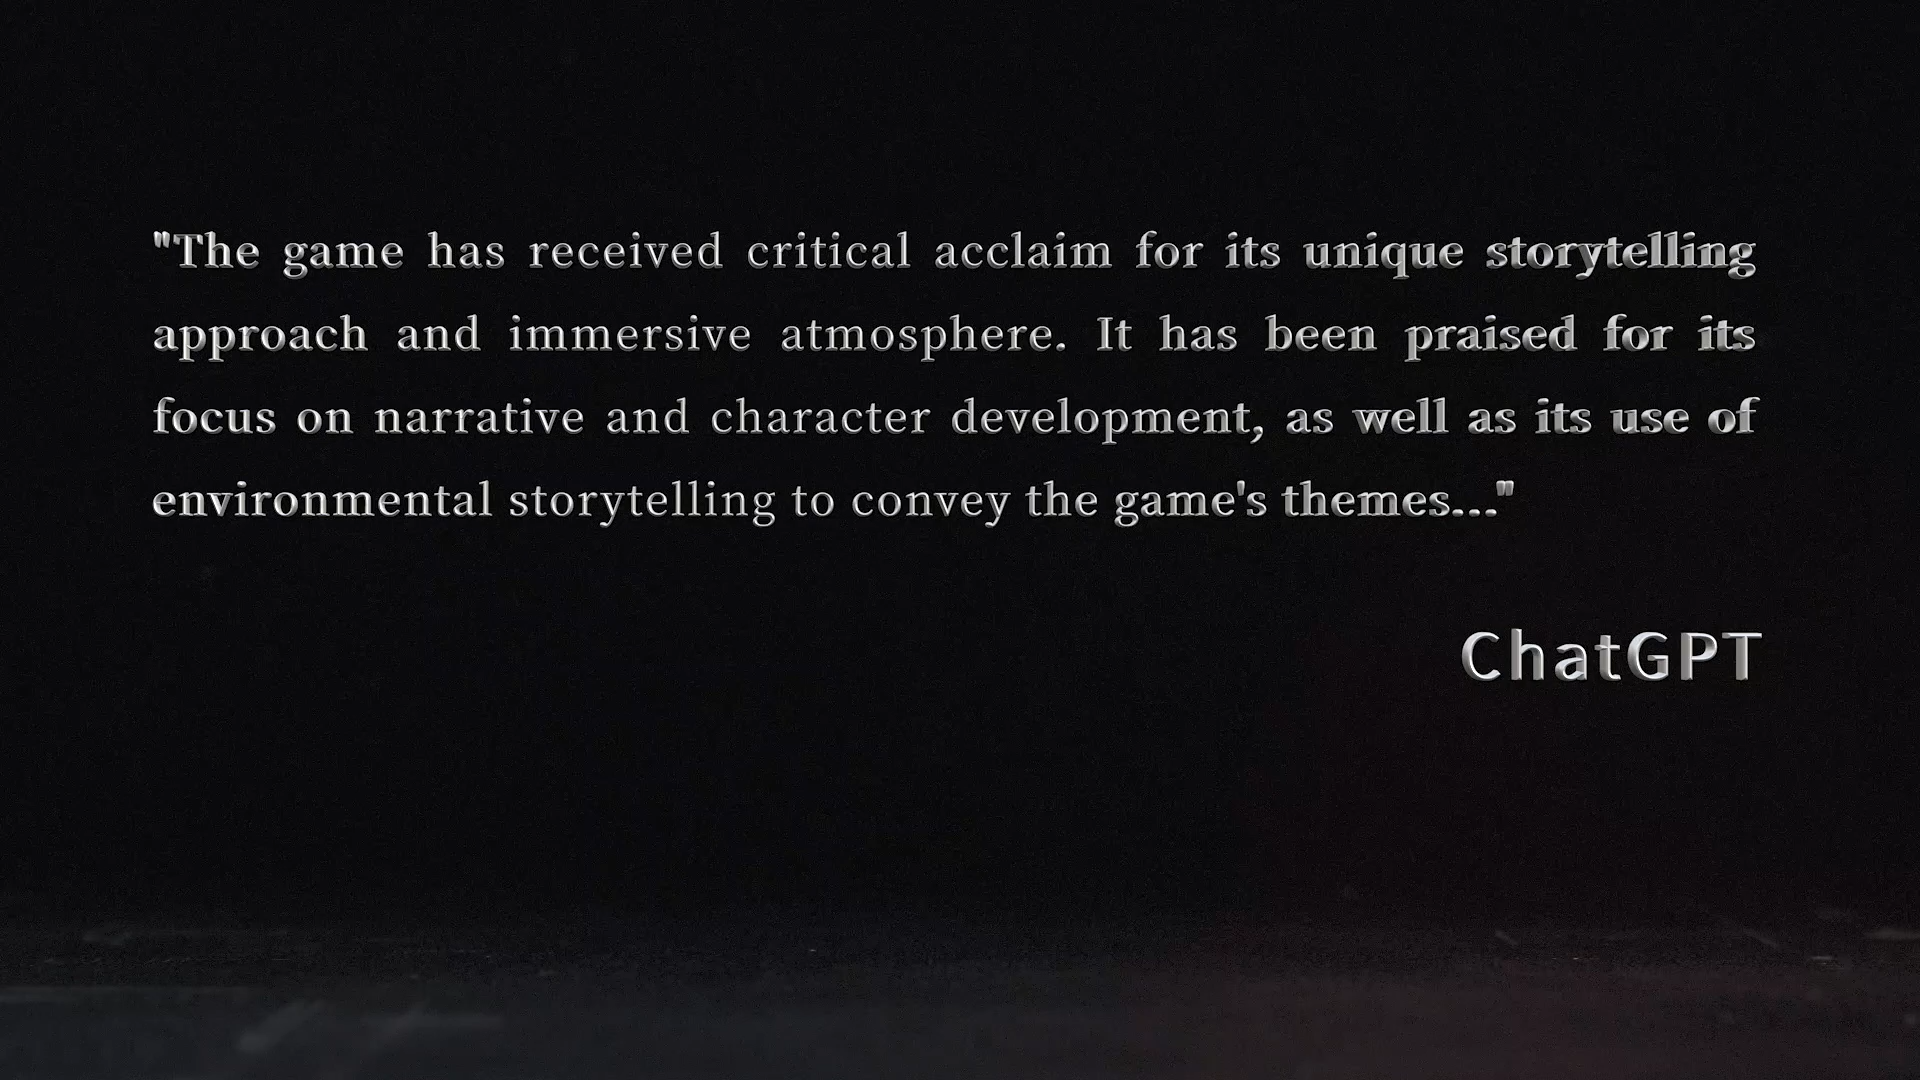 "The game has received critical acclaim for its unique storytelling
approach and immersive atmosphere. It has been praised for its
focus on narrative and character development, as well as its use of
environmental storytelling to convey the game's themes..."
ChatGPT